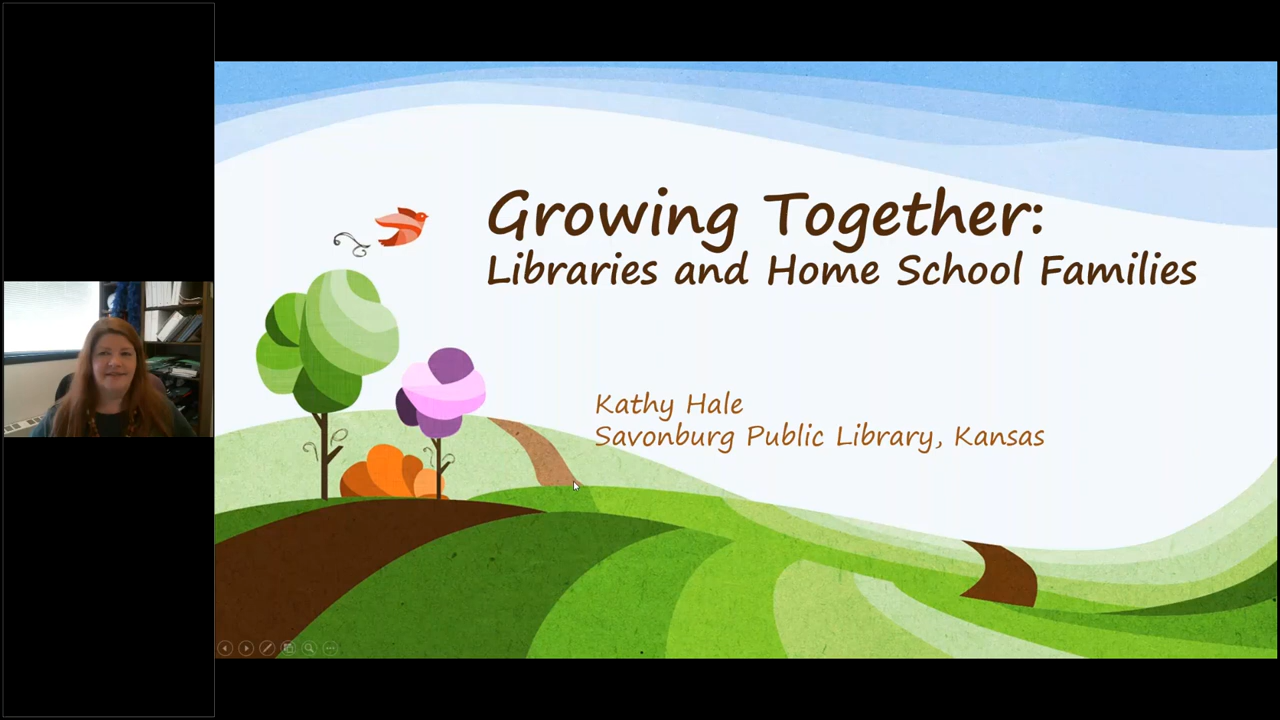 Growing Together:
Libraries and Home School Families
Kathy Hale
Savonburg Public Library, Kansas